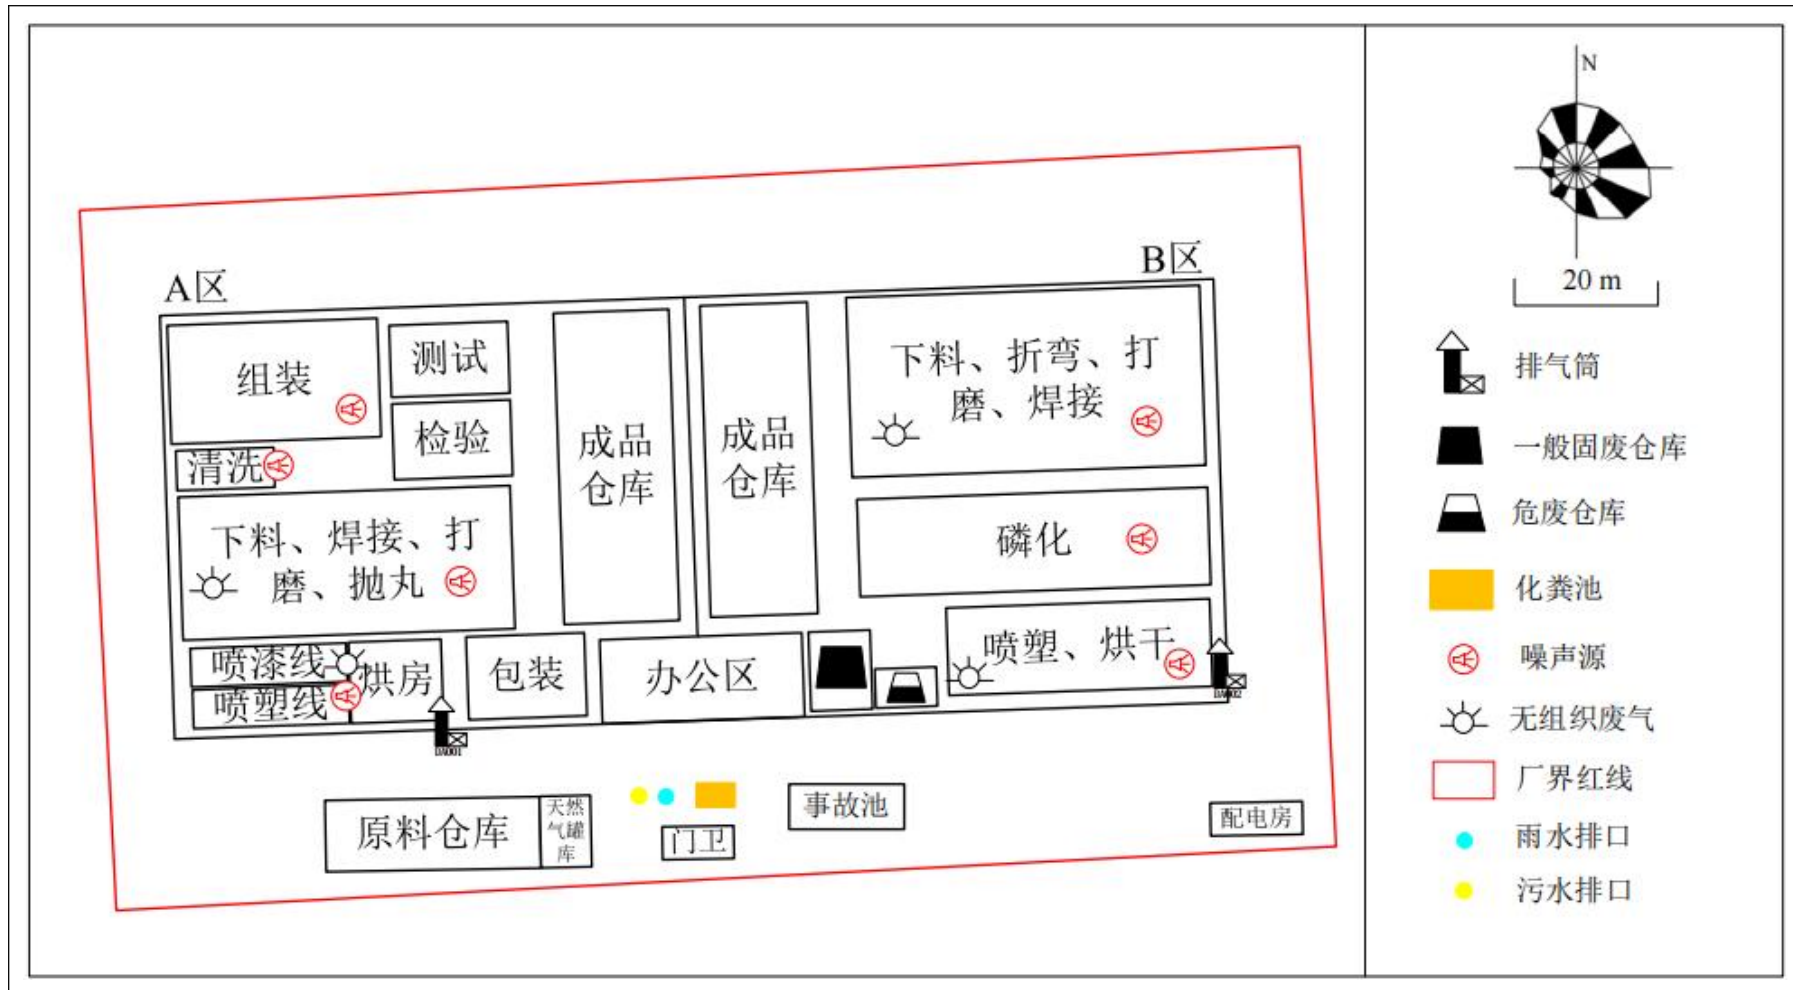 A区
B区
组装
测试
检验
清洗
成品
仓库
成品
仓库
下料、折弯、打
磨、焊接
下料、焊接、打
磨、抛丸
磷化
喷漆线
喷塑线
烘房
包装
办公区
喷塑、烘干
DA001
DA002
原料仓库
天然
气罐
库
门卫
事故池
配电房
N
20 m
排气筒
一般固废仓库
危废仓库
化粪池
噪声源
无组织废气
厂界红线
雨水排口
污水排口